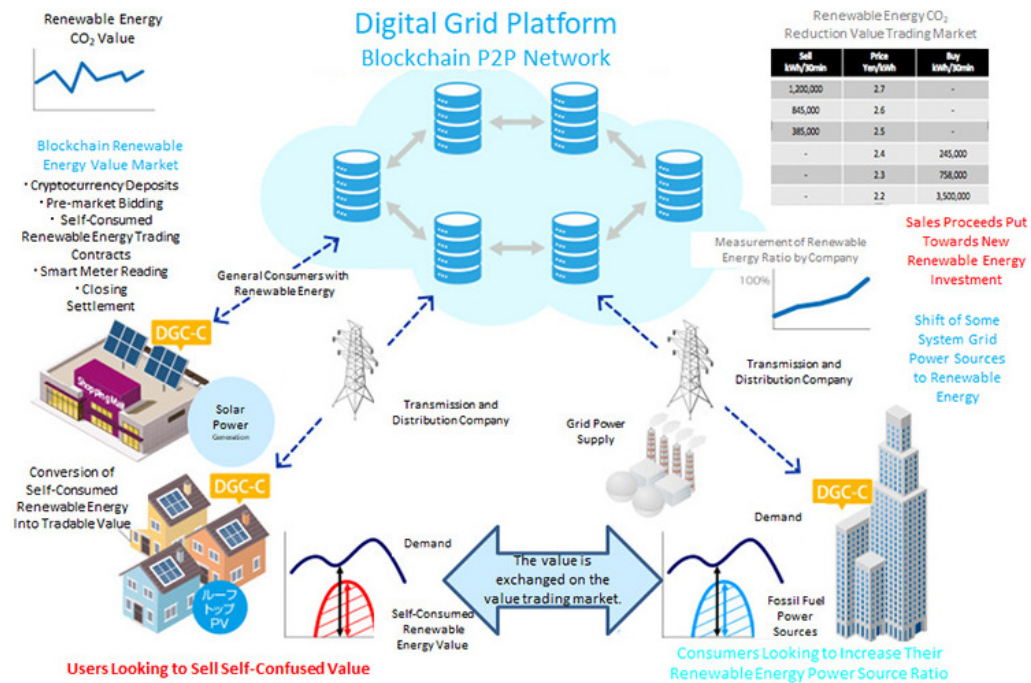 Renewable Energy
CO₂ Value
Digital Grid Platform
Blockchain P2P Network
Renewable Energy CO₂
Reduction Value Trading Market
Sell Price Buy
kWh/30min Yen/kWh kWh/30min
1,200,000 2.7 -
845,000 2.6 -
385,000 2.5 -
- 2.4 245,000
- 2.3 758,000
- 2.2 3,500,000
Blockchain Renewable
Energy Value Market
・Cryptocurrency Deposits
・Pre-market Bidding
・Self-Consumed
Renewable Energy Trading
Contracts
・Smart Meter Reading
・Closing
Settlement
General Consumers with
Renewable Energy
Measurement of Renewable
Energy Ratio by Company
100%
Sales Proceeds Put
Towards New
Renewable Energy
Investment
Shift of Some
System Grid
Power Sources
to Renewable
Energy
DGC-C
ShoppingMall
Solar
Power
Generation
Transmission and
Distribution Company
Grid Power
Supply
Transmission and
Distribution Company
Conversion of
Self-Consumed
Renewable Energy
Into Tradable Value
DGC-C
ルーフ
トップ
PV
Demand
Self-Consumed
Renewable
Energy Value
The value is
exchanged on the
value trading market.
DGC-C
Demand
Fossil Fuel
Power
Sources
Users Looking to Sell Self-Confused Value
Consumers Looking to Increase Their
Renewable Energy Power Source Ratio